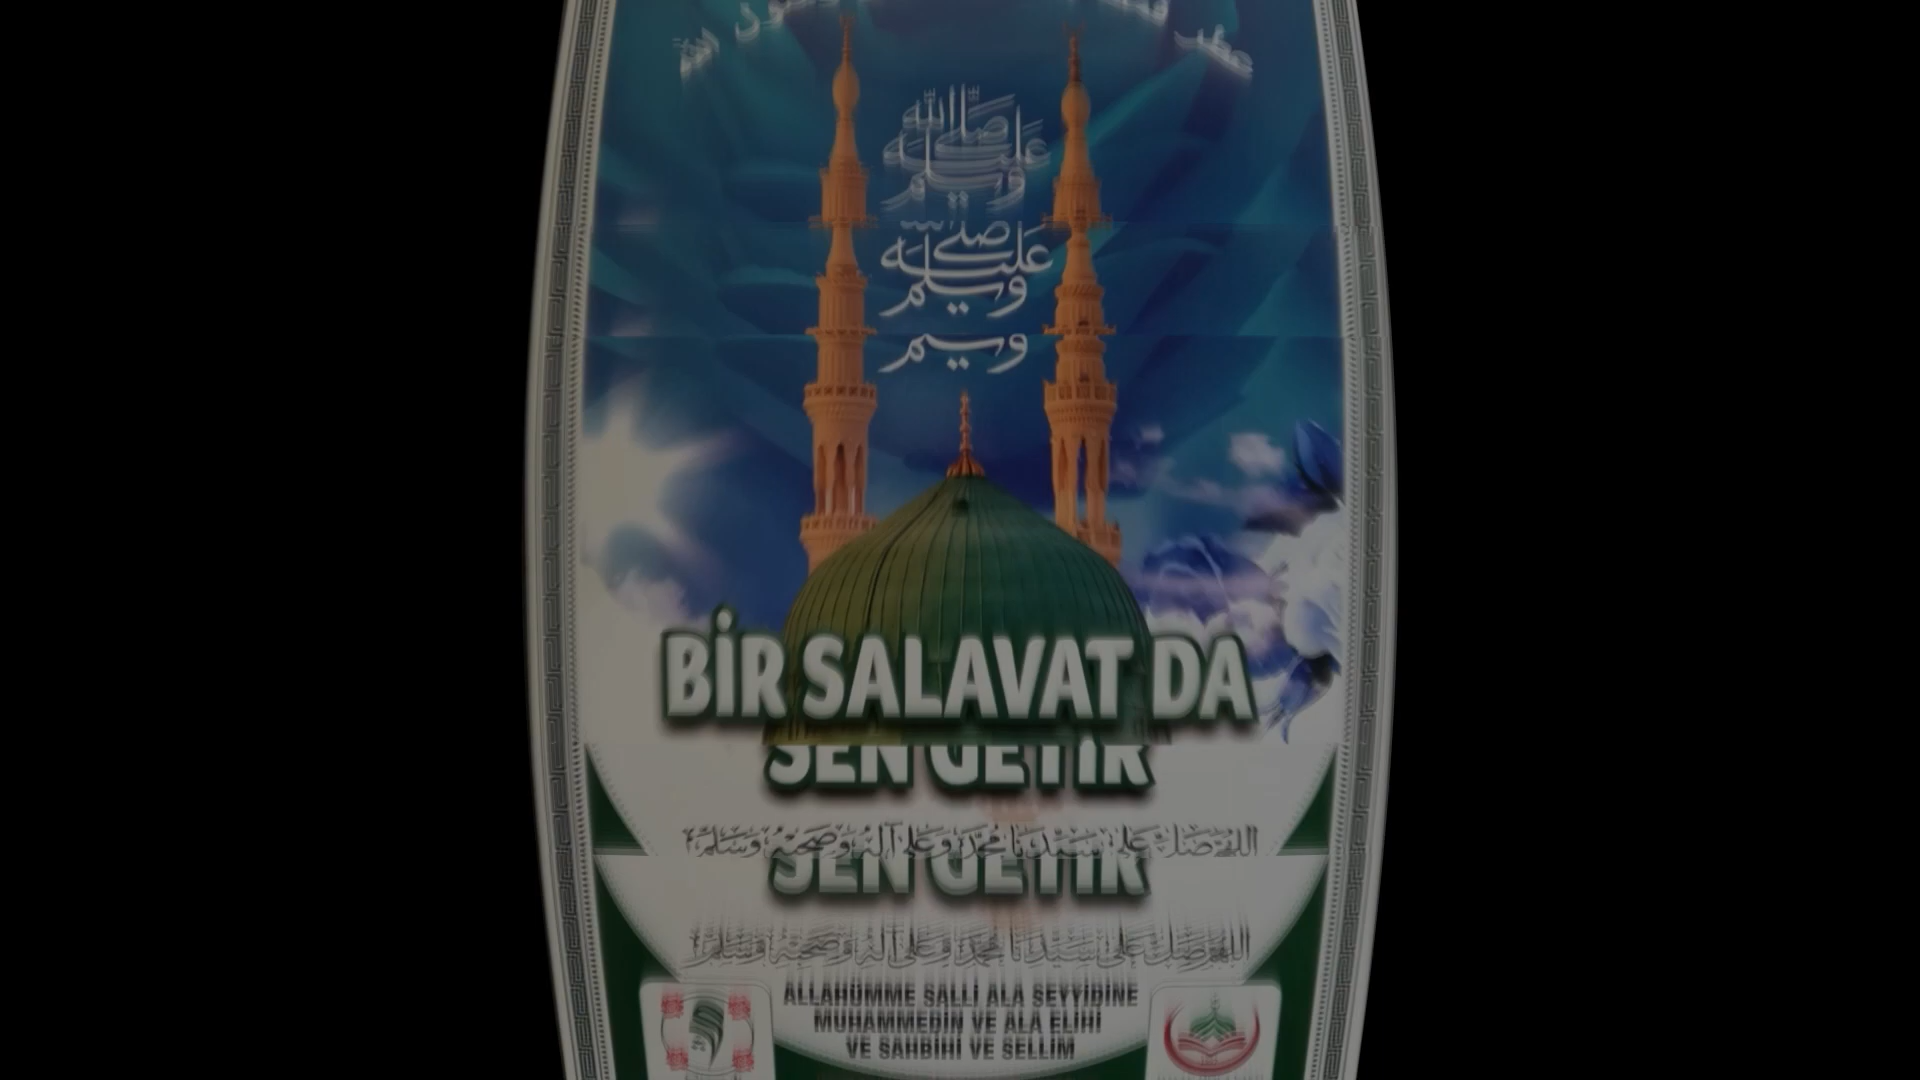 صلى الله
عليه
وسلم
صلى
عليه
وسلم
BİR SALAVAT DA
SEN GETİR
اللهم صل على سيدنا محمد وعلى آله وصحبه وسلم
SEN GETİR
اللهم صل على سيدنا محمد وعلى آله وصحبه وسلم
ALLAHÜMME SALLİ ALA SEYYİDİNE
MUHAMMEDİN VE ALA ELİHİ
VE SAHBİHİ VE SELLİM